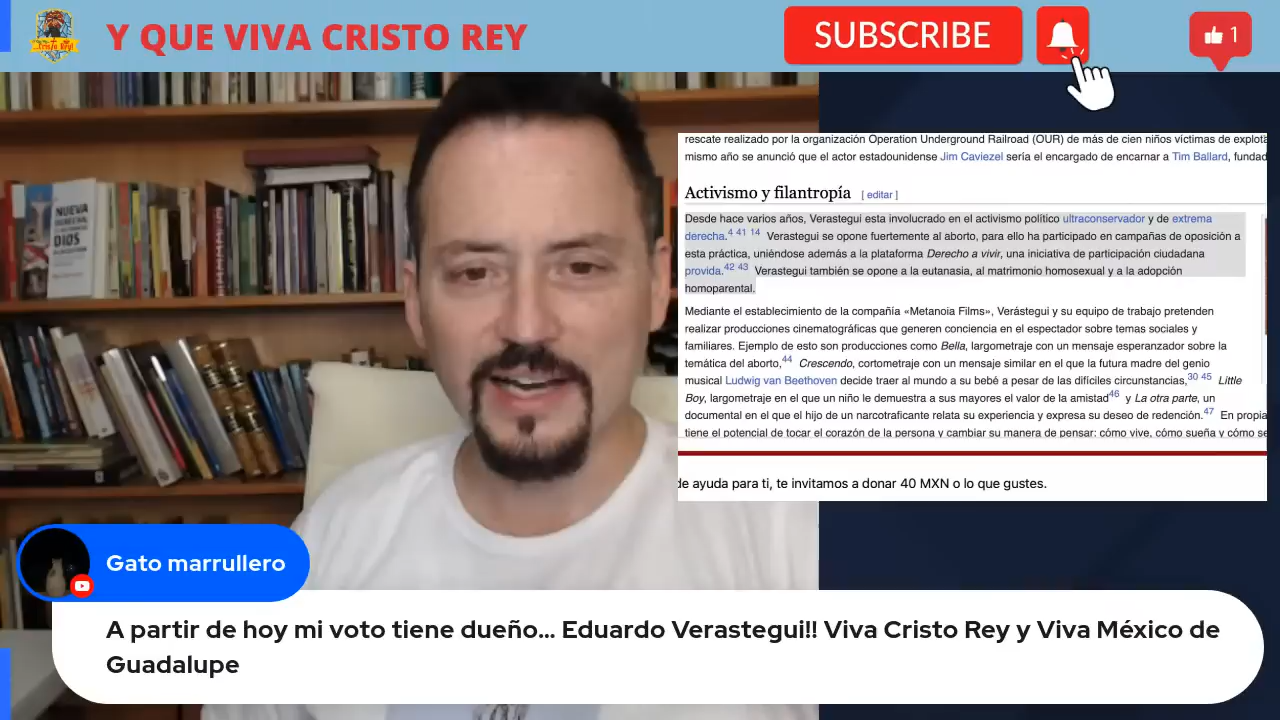 Cristo Rey!
Y QUE VIVA CRISTO REY
SUBSCRIBE
1
NUEVA
DIOS
rescate realizado por la organización Operation Underground Railroad (OUR) de más de cien niños víctimas de explota
mismo año se anunció que el actor estadounidense Jim Caviezel sería el encargado de encarnar a Tim Ballard, fundad
Activismo y filantropía [ editar ]
Desde hace varios años, Verastegui esta involucrado en el activismo político ultraconservador y de extrema
derecha.4 41 14 Verastegui se opone fuertemente al aborto, para ello ha participado en campañas de oposición a
esta práctica, uniéndose además a la plataforma Derecho a vivir, una iniciativa de participación ciudadana
provida.42 43 Verastegui también se opone a la eutanasia, al matrimonio homosexual y a la adopción
homoparental.
Mediante el establecimiento de la compañía «Metanoia Films», Verástegui y su equipo de trabajo pretenden
realizar producciones cinematográficas que generen conciencia en el espectador sobre temas sociales y
familiares. Ejemplo de esto son producciones como Bella, largometraje con un mensaje esperanzador sobre la
temática del aborto,44 Crescendo, cortometraje con un mensaje similar en el que la futura madre del genio
musical Ludwig van Beethoven decide traer al mundo a su bebé a pesar de las difíciles circunstancias,30 45 Little
Boy, largometraje en el que un niño le demuestra a sus mayores el valor de la amistad46 y La otra parte, un
documental en el que el hijo de un narcotraficante relata su experiencia y expresa su deseo de redención.47 En propia
tiene el potencial de tocar el corazón de la persona y cambiar su manera de pensar: cómo vive, cómo sueña y cómo se
de ayuda para ti, te invitamos a donar 40 MXN o lo que gustes.
Gato marrullero
A partir de hoy mi voto tiene dueño... Eduardo Verastegui!! Viva Cristo Rey y Viva México de
Guadalupe